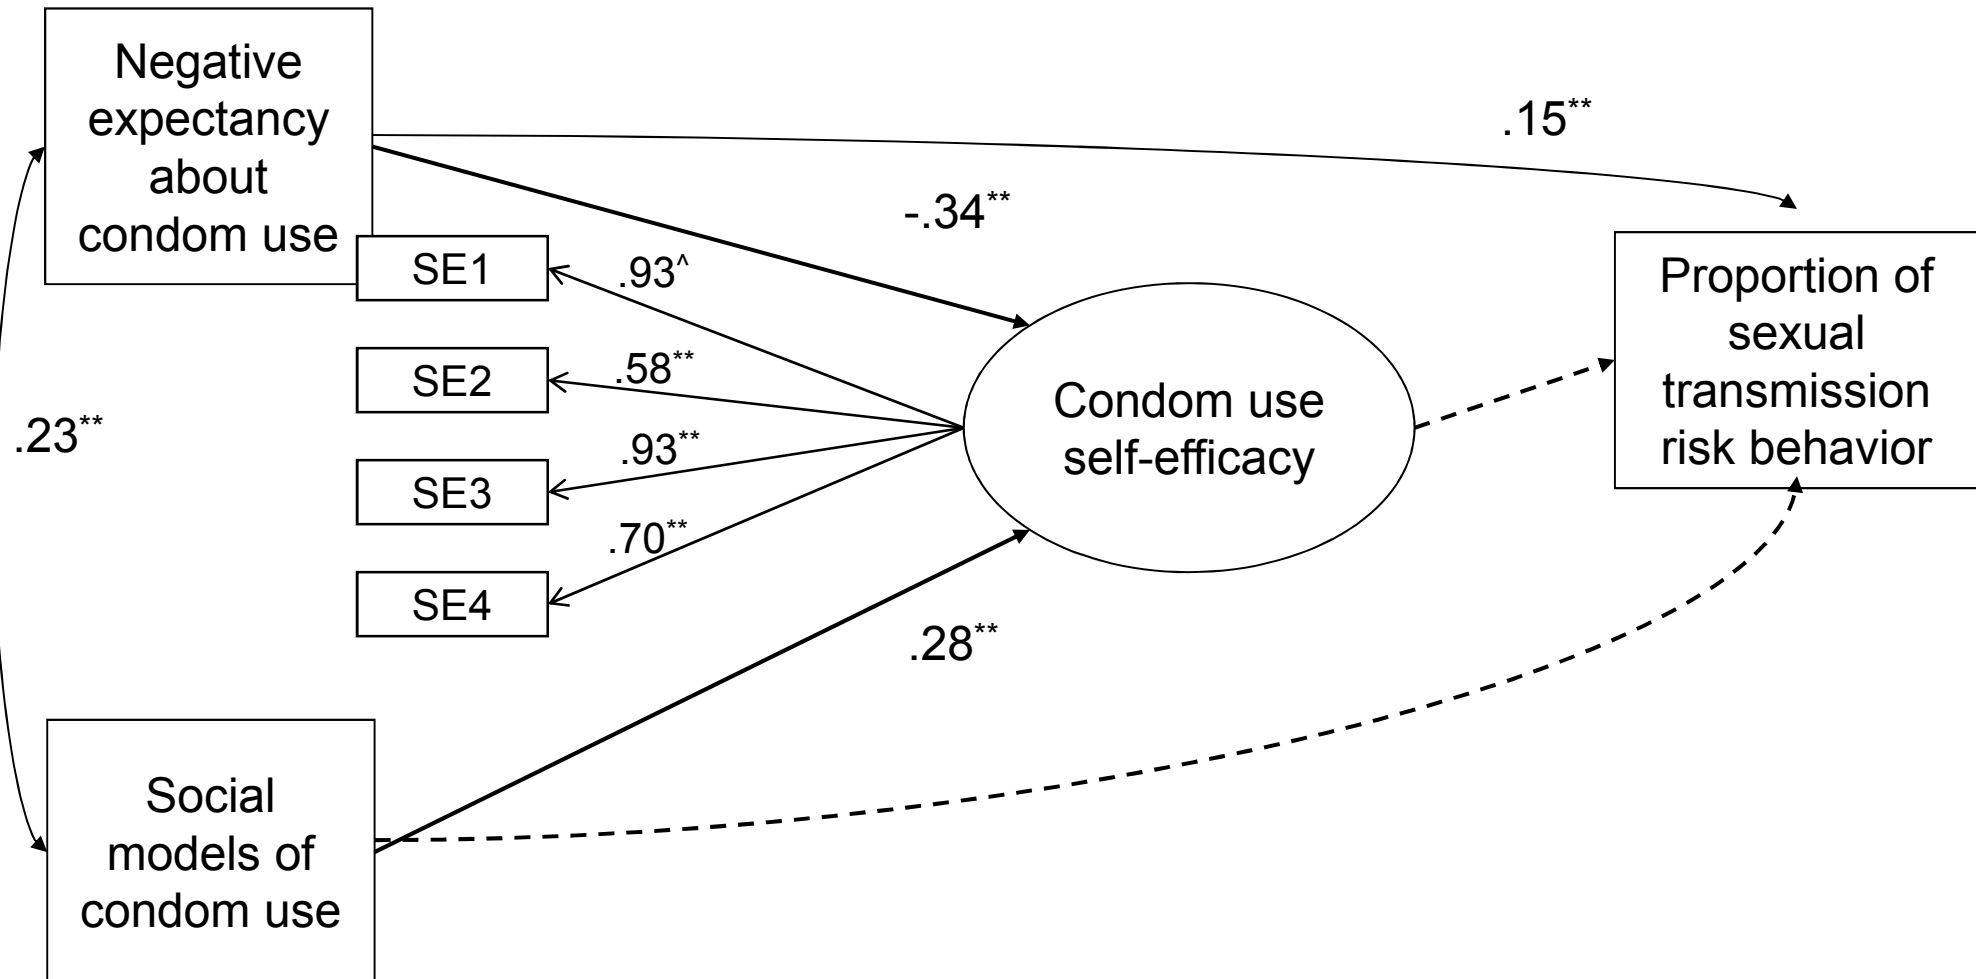 Negative
expectancy
about
condom use
.15**
-.34**
SE1
.93^
SE2
.58**
SE3
.93**
SE4
.70**
.23**
Condom use
self-efficacy
Proportion of
sexual
transmission
risk behavior
.28**
Social
models of
condom use